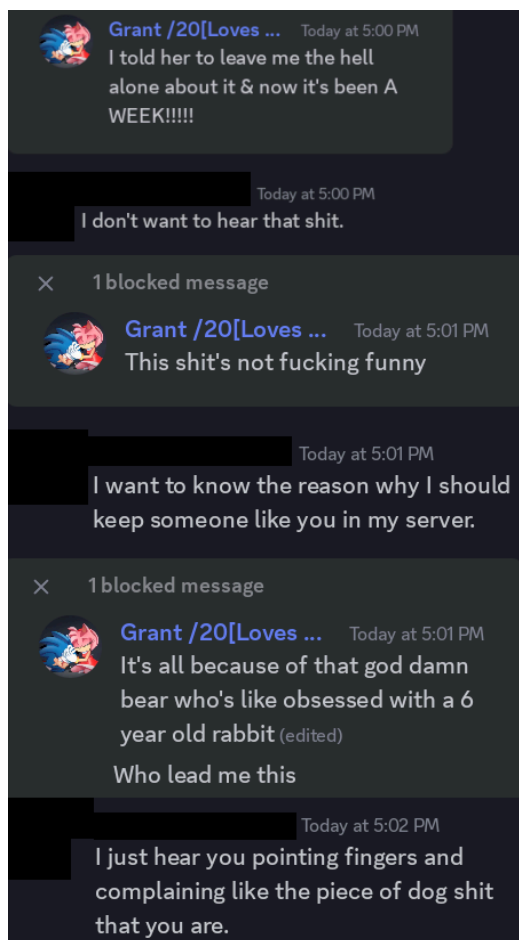 Grant /20[Loves ... Today at 5:00 PM
I told her to leave me the hell
alone about it & now it's been A
WEEK!!!!!
Today at 5:00 PM
I don't want to hear that shit.
1 blocked message
Grant /20[Loves ... Today at 5:01 PM
This shit's not fucking funny
Today at 5:01 PM
I want to know the reason why I should
keep someone like you in my server.
1 blocked message
Grant /20[Loves ... Today at 5:01 PM
It's all because of that god damn
bear who's like obsessed with a 6
year old rabbit (edited)
Who lead me this
Today at 5:02 PM
I just hear you pointing fingers and
complaining like the piece of dog shit
that you are.